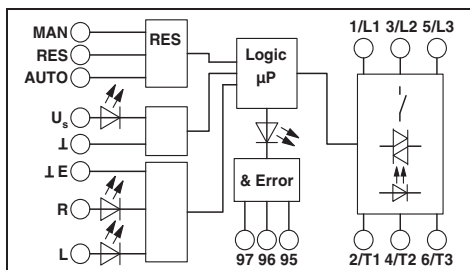 MAN
RES
AUTO
RES
U_s
⊥
⊥ E
R
L
Logic
µP
& Error
97 96 95
1/L1 3/L2 5/L3
2/T1 4/T2 6/T3